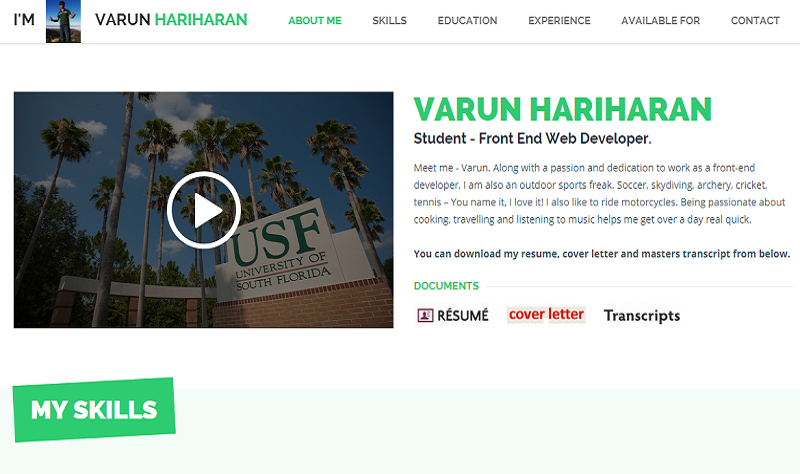 I'M VARUN HARIHARAN ABOUT ME SKILLS EDUCATION EXPERIENCE AVAILABLE FOR CONTACT
USF
UNIVERSITY OF
SOUTH FLORIDA
VARUN HARIHARAN
Student - Front End Web Developer.
Meet me - Varun. Along with a passion and dedication to work as a front-end
developer, I am also an outdoor sports freak. Soccer, skydiving, archery, cricket,
tennis – You name it, I love it! I also like to ride motorcycles. Being passionate about
cooking, travelling and listening to music helps me get over a day real quick.
You can download my resume, cover letter and masters transcript from below.
DOCUMENTS
RÉSUMÉ cover letter Transcripts
MY SKILLS